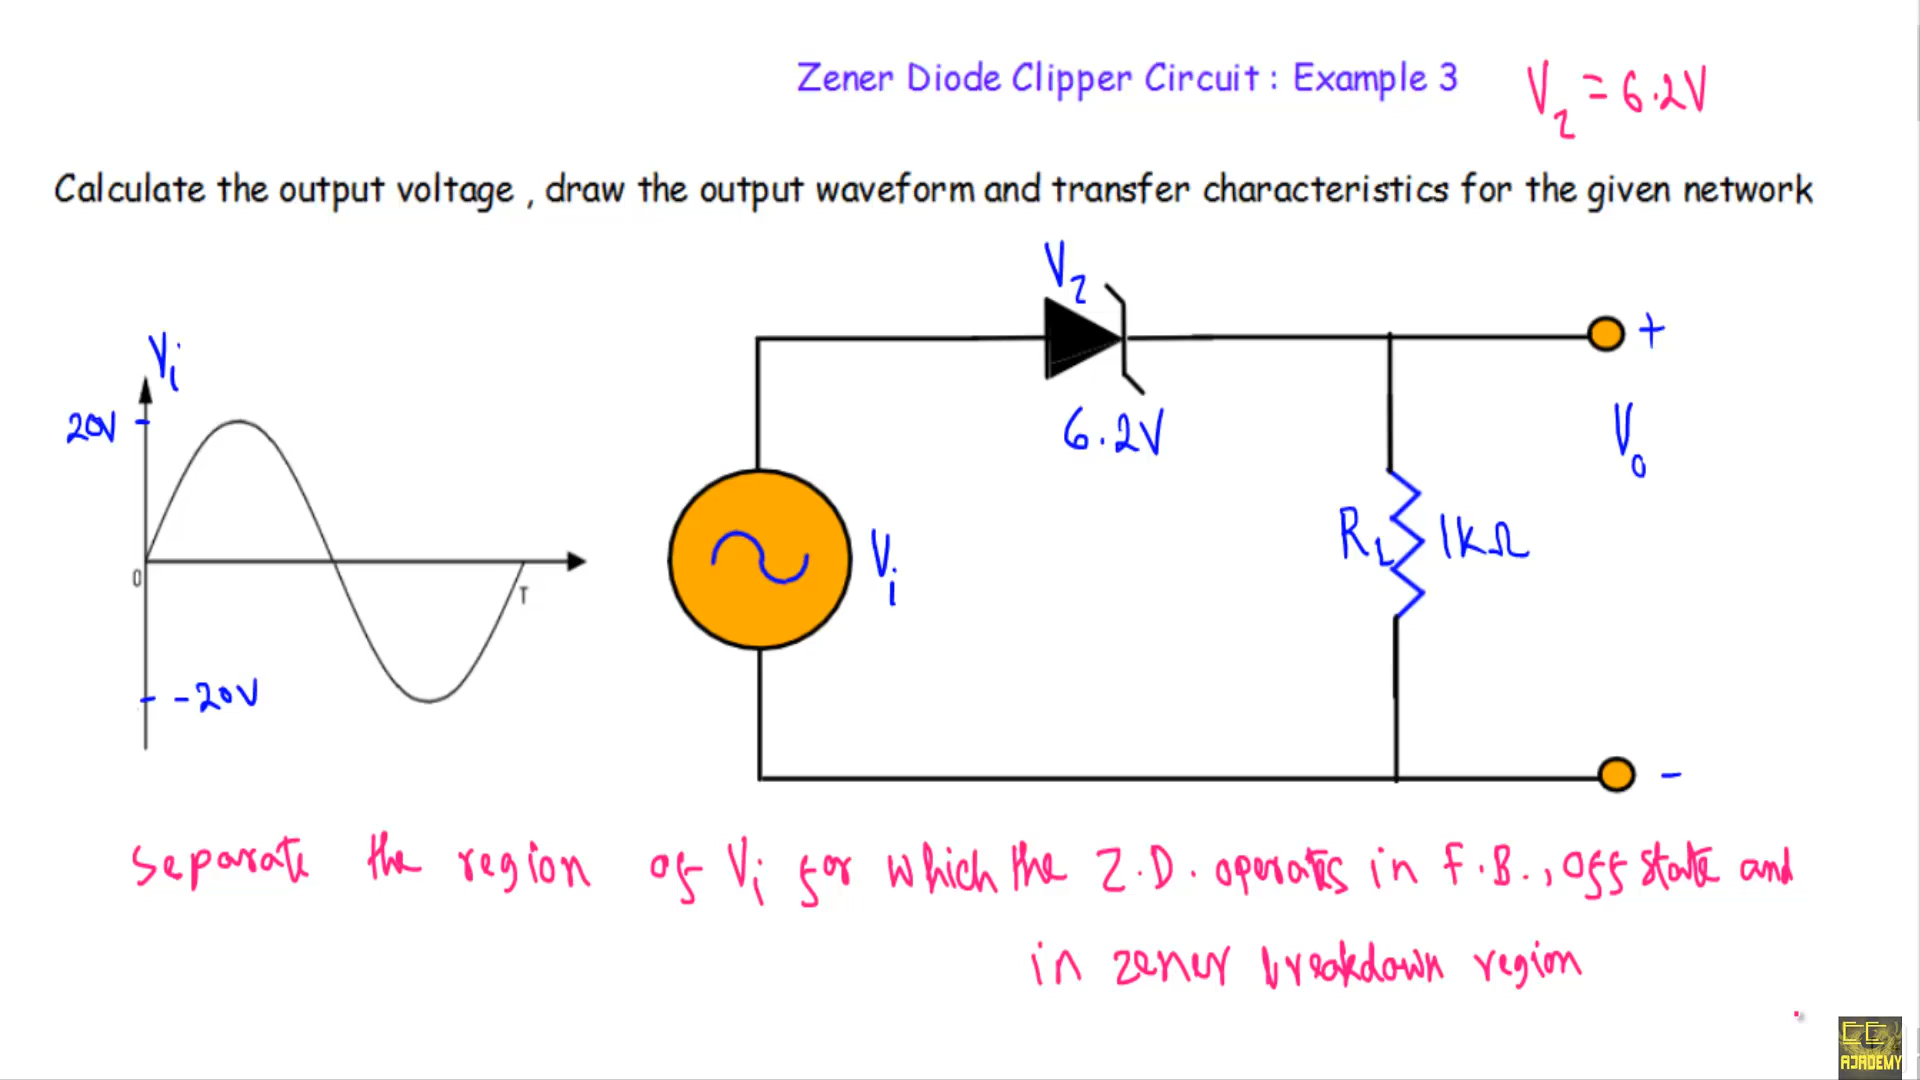 Zener Diode Clipper Circuit : Example 3
Vz = 6.2V
Calculate the output voltage , draw the output waveform and transfer characteristics for the given network
Vz
Vi
20V
6.2V
+
Vo
RL
1kΩ
Vi
0
T
-20V
-
separate the region of Vi for which the Z.D. operates in F.B., off state and
in zener breakdown region
EE
AJADEMY